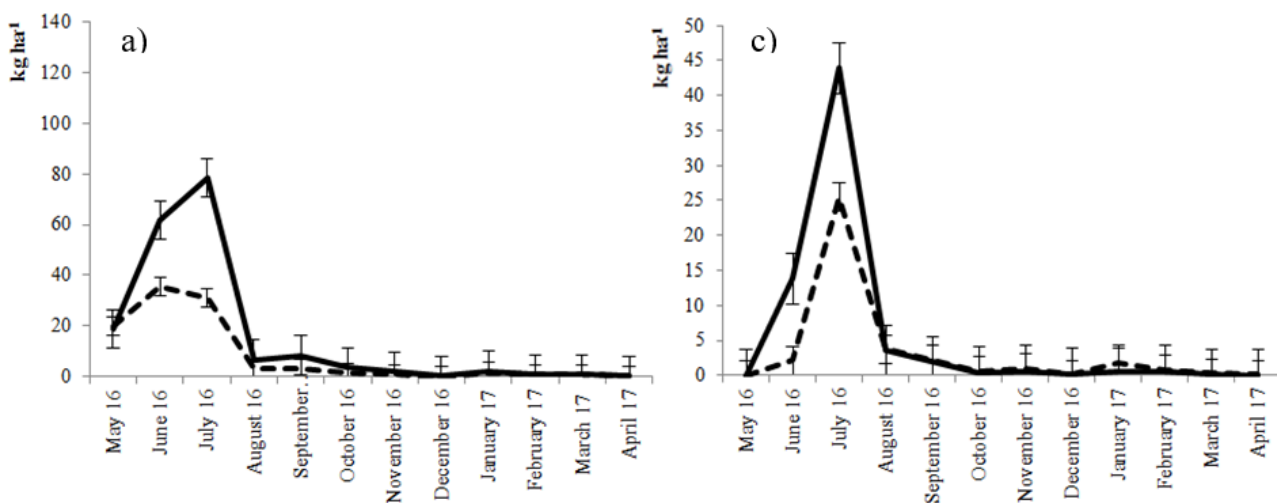 a)
kg ha-1
140
120
100
80
60
40
20
0
May 16
June 16
July 16
August 16
September .
October 16
November 16
December 16
January 17
February 17
March 17
April 17
c)
kg ha-1
50
45
40
35
30
25
20
15
10
5
0
May 16
June 16
July 16
August 16
September 16
October 16
November 16
December 16
January 17
February 17
March 17
April 17